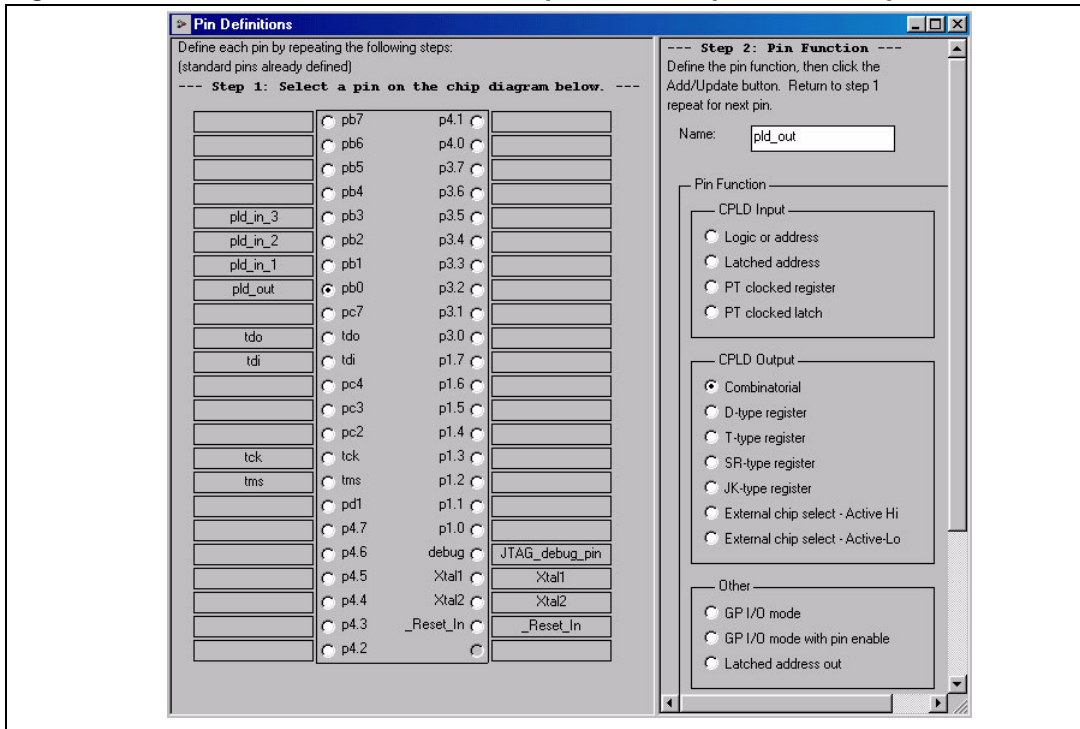 Pin Definitions
Define each pin by repeating the following steps:
(standard pins already defined)
--- Step 1: Select a pin on the chip diagram below. ---
pb7 p4.1
pb6 p4.0
pb5 p3.7
pb4 p3.6
pld_in_3 pb3 p3.5
pld_in_2 pb2 p3.4
pld_in_1 pb1 p3.3
pld_out pb0 p3.2
pc7 p3.1
tdo tdo p3.0
tdi tdi p1.7
pc4 p1.6
pc3 p1.5
pc2 p1.4
tck tck p1.3
tms tms p1.2
pd1 p1.1
p4.7 p1.0
p4.6 debug JTAG_debug_pin
p4.5 Xtal1 Xtal1
p4.4 Xtal2 Xtal2
p4.3 _Reset_In _Reset_In
p4.2
--- Step 2: Pin Function ---
Define the pin function, then click the
Add/Update button. Return to step 1
repeat for next pin.
Name: pld_out
Pin Function
CPLD Input
Logic or address
Latched address
PT clocked register
PT clocked latch
CPLD Output
Combinatorial
D-type register
T-type register
SR-type register
JK-type register
External chip select - Active Hi
External chip select - Active-Lo
Other
GP I/O mode
GP I/O mode with pin enable
Latched address out